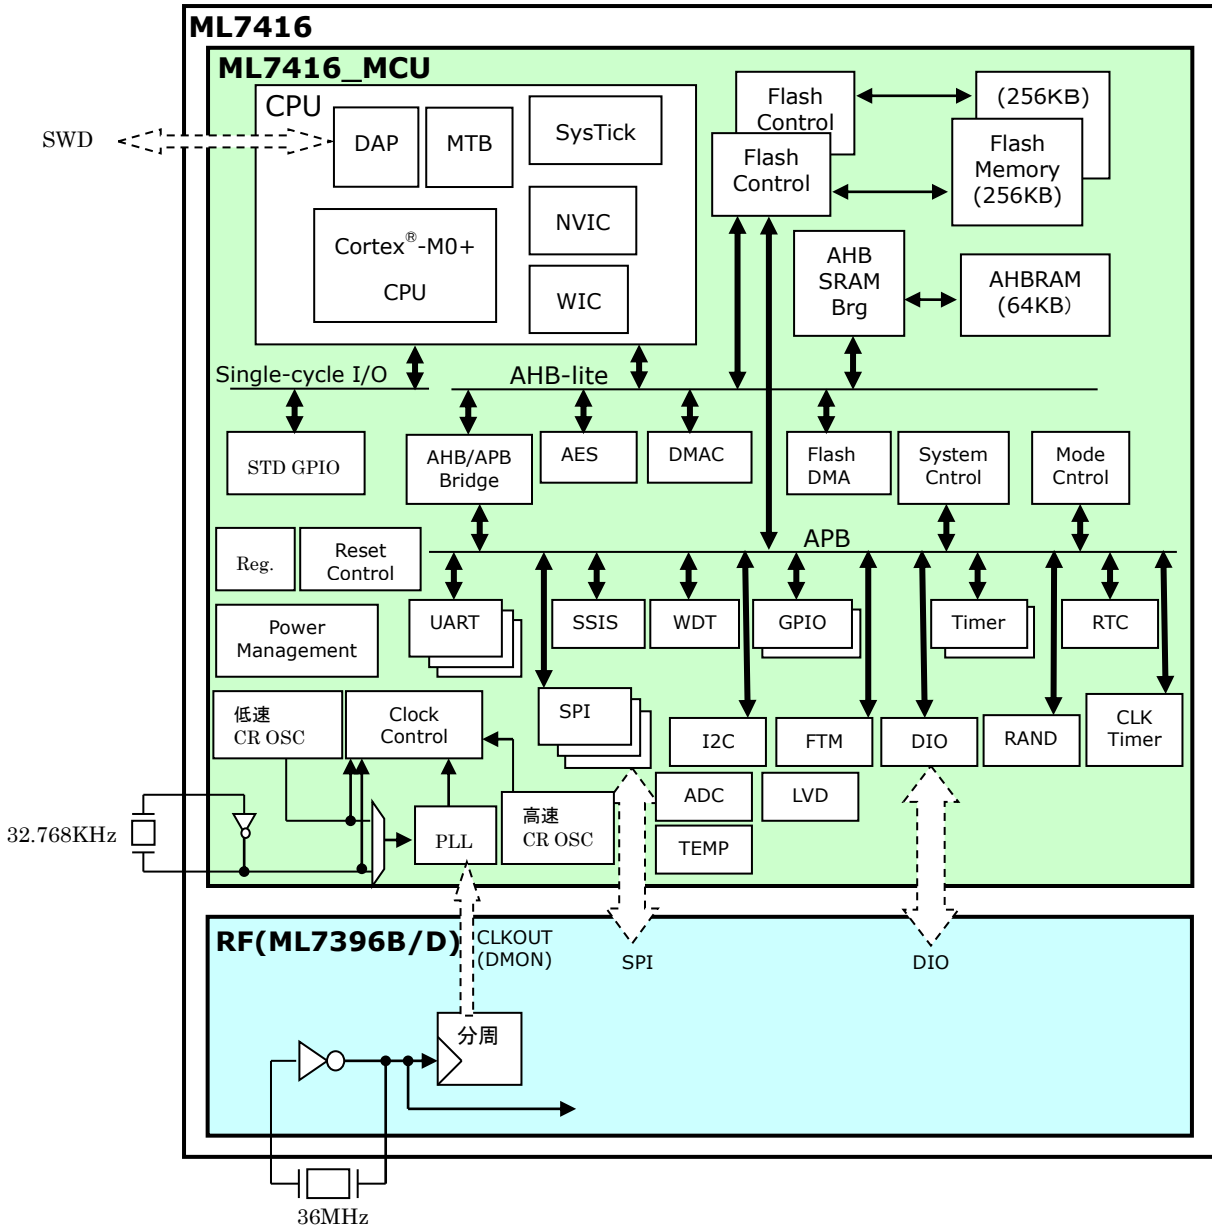 ML7416
ML7416_MCU
CPU
SWD
DAP
MTB
SysTick
Cortex®-M0+
CPU
NVIC
WIC
Flash
Control
(256KB)
Flash
Control
Flash
Memory
(256KB)
AHB
SRAM
Brg
AHBRAM
(64KB)
Single-cycle I/O
AHB-lite
STD GPIO
AHB/APB
Bridge
AES
DMAC
Flash
DMA
System
Cntrol
Mode
Cntrol
APB
Reg.
Reset
Control
UART
SSIS
WDT
GPIO
Timer
RTC
Power
Management
低速
CR OSC
Clock
Control
SPI
I2C
FTM
DIO
RAND
CLK
Timer
ADC
LVD
32.768KHz
PLL
高速
CR OSC
TEMP
RF(ML7396B/D)
CLKOUT
(DMON)
SPI
DIO
分周
36MHz